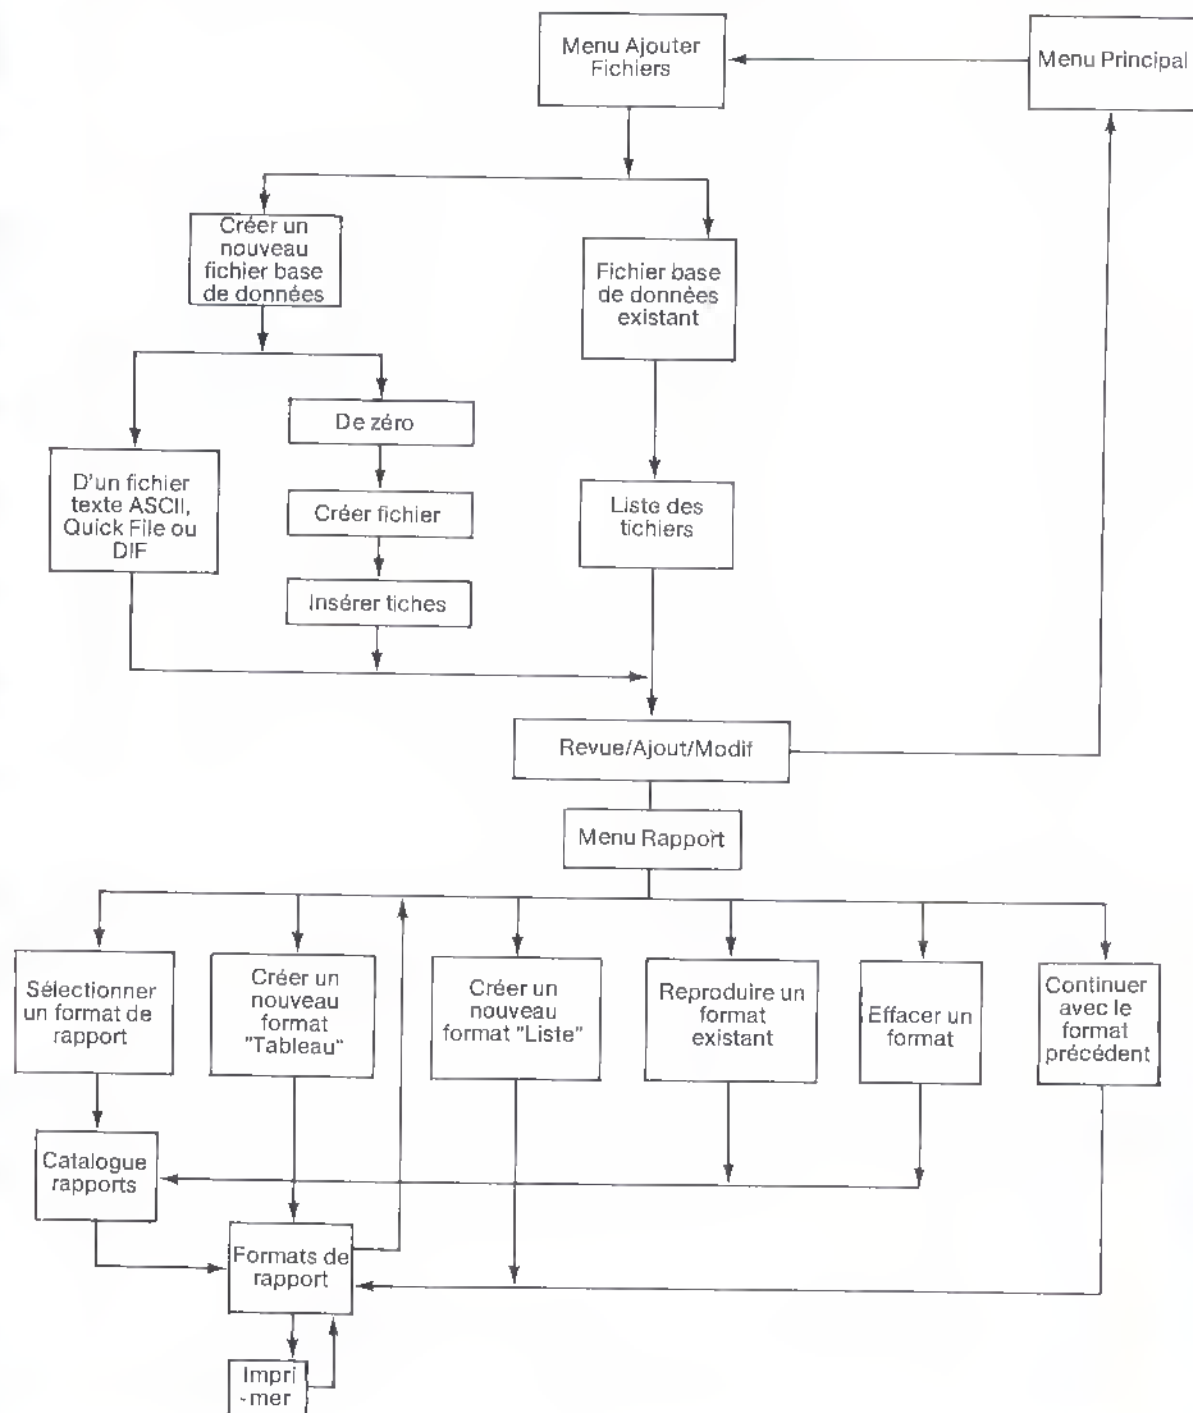 Menu Ajouter
Fichiers
Menu Principal
Créer un
nouveau
fichier base
de données
Fichier base
de données
existant
De zéro
D'un fichier
texte ASCII,
Quick File ou
DIF
Créer fichier
Liste des
tichiers
Insérer tiches
Revue/Ajout/Modif
Menu Rapport
Sélectionner
un format de
rapport
Créer un
nouveau
format
"Tableau"
Créer un
nouveau
format "Liste"
Reproduire un
format
existant
Effacer un
format
Continuer
avec le
format
précédent
Catalogue
rapports
Formats de
rapport
Impri
-mer